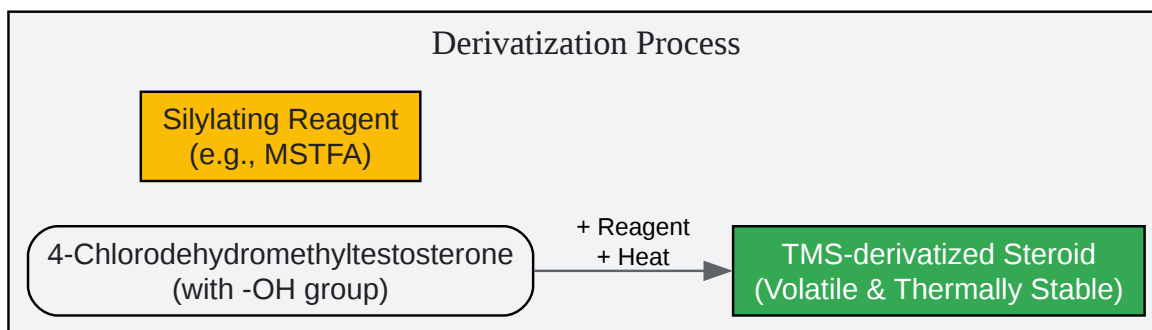 Derivatization Process
Silylating Reagent
(e.g., MSTFA)
4-Chlorodehydromethyltestosterone
(with -OH group)
+ Reagent
+ Heat
TMS-derivatized Steroid
(Volatile & Thermally Stable)